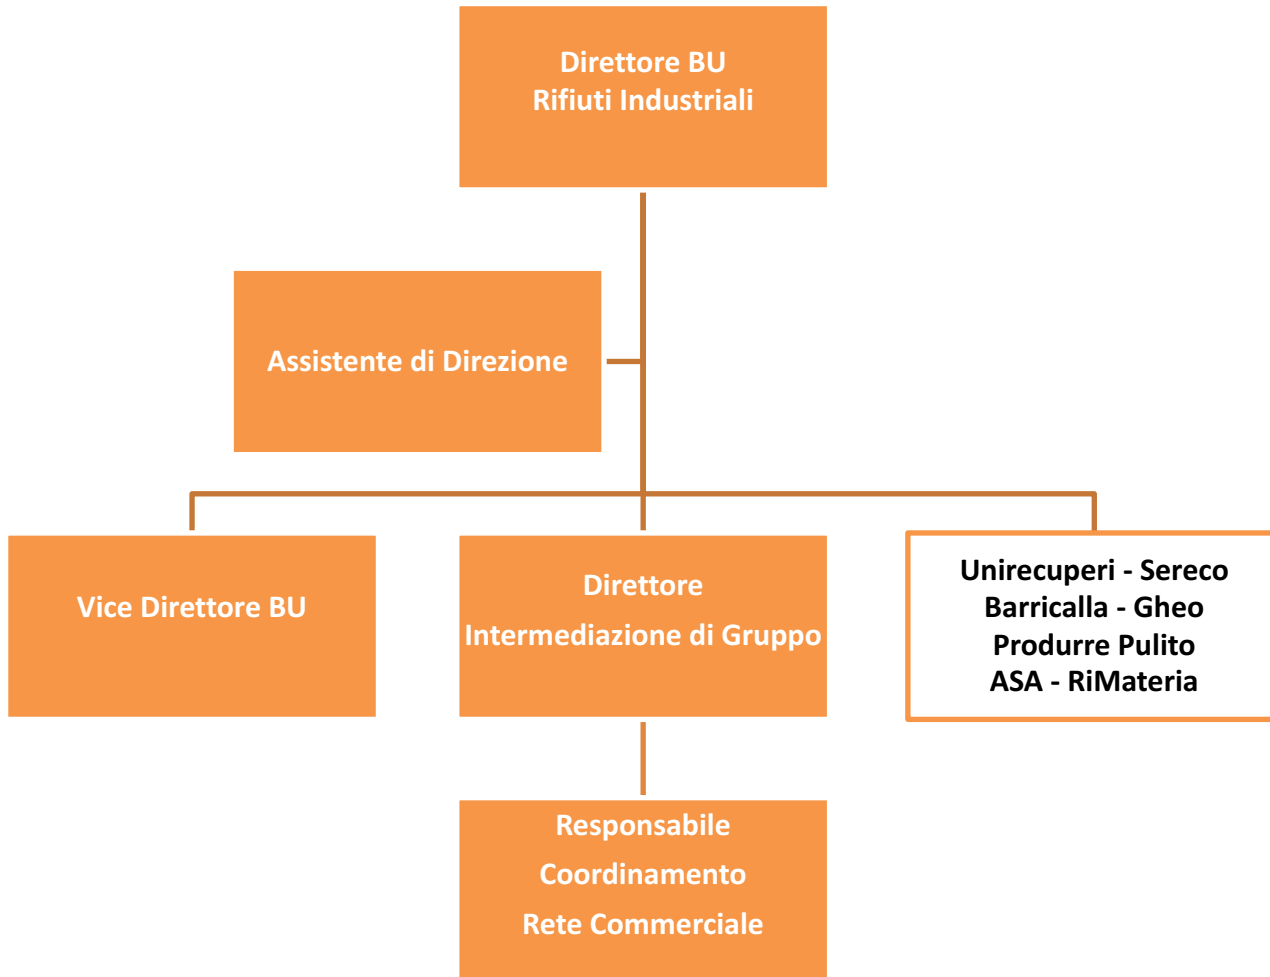 Direttore BU
Rifiuti Industriali
Assistente di Direzione
Vice Direttore BU
Direttore
Intermediazione di Gruppo
Unirecuperi - Sereco
Barricalla - Gheo
Produrre Pulito
ASA - RiMateria
Responsabile
Coordinamento
Rete Commerciale